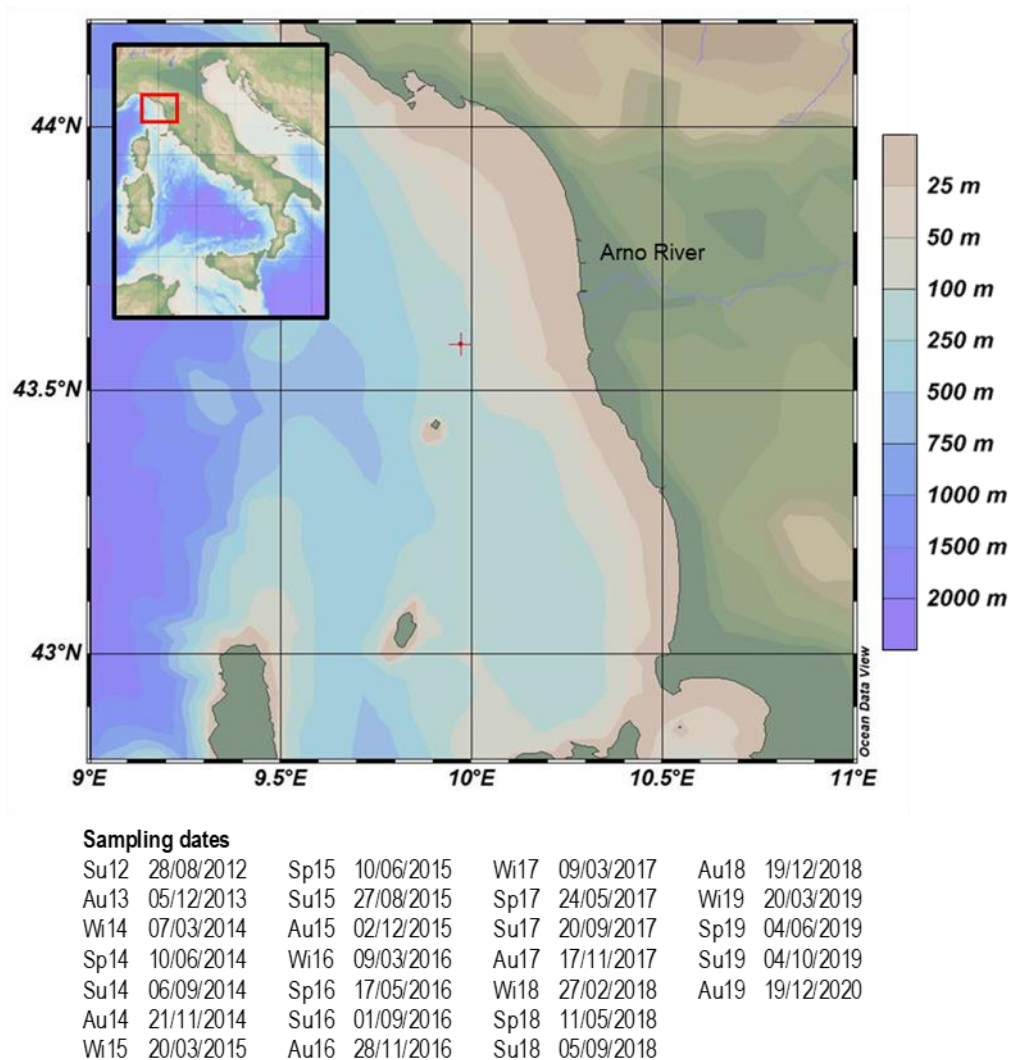 44°N
43.5°N
43°N
9°E
9.5°E
10°E
10.5°E
11°E
Arno River
25 m
50 m
100 m
250 m
500 m
750 m
1000 m
1500 m
2000 m
Ocean Data View
Sampling dates
Su12 28/08/2012 Sp15 10/06/2015 Wi17 09/03/2017 Au18 19/12/2018
Au13 05/12/2013 Su15 27/08/2015 Sp17 24/05/2017 Wi19 20/03/2019
Wi14 07/03/2014 Au15 02/12/2015 Su17 20/09/2017 Sp19 04/06/2019
Sp14 10/06/2014 Wi16 09/03/2016 Au17 17/11/2017 Su19 04/10/2019
Su14 06/09/2014 Sp16 17/05/2016 Wi18 27/02/2018 Au19 19/12/2020
Au14 21/11/2014 Su16 01/09/2016 Sp18 11/05/2018
Wi15 20/03/2015 Au16 28/11/2016 Su18 05/09/2018